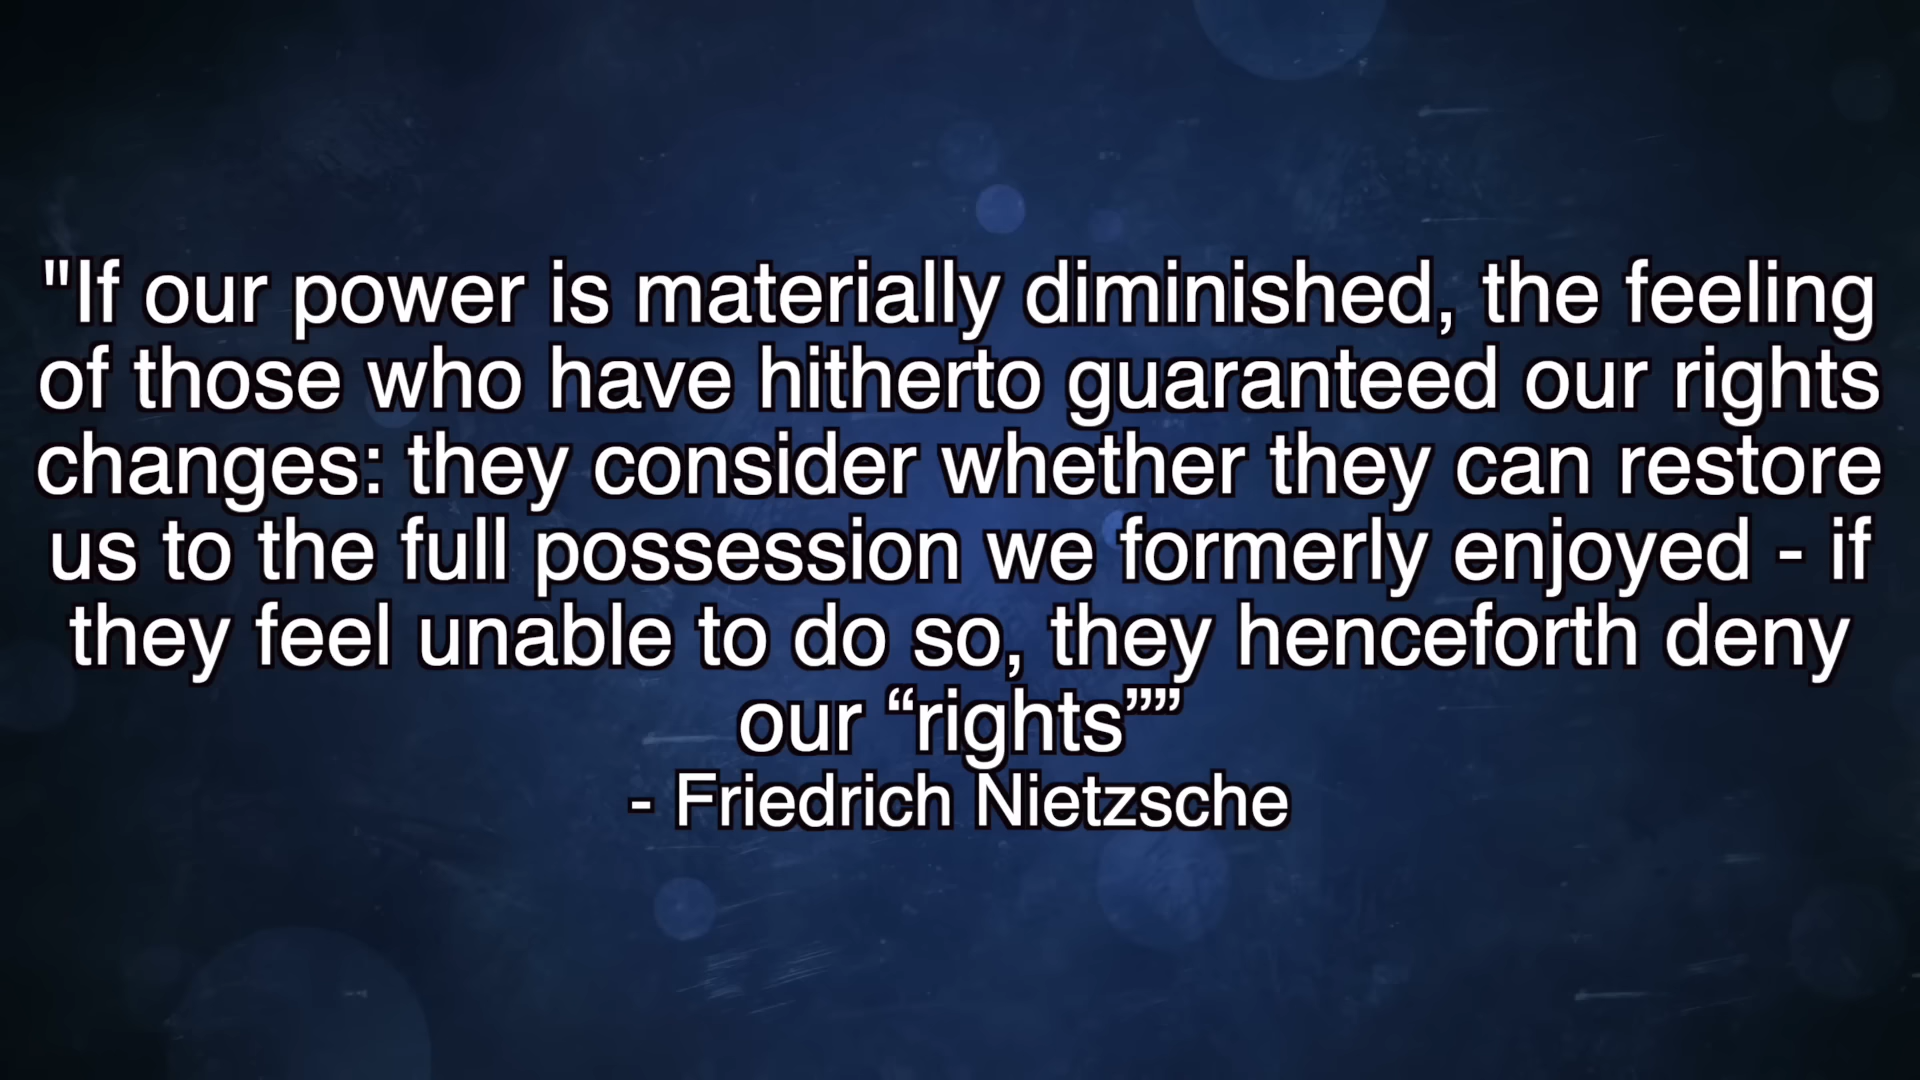 "If our power is materially diminished, the feeling
of those who have hitherto guaranteed our rights
changes: they consider whether they can restore
us to the full possession we formerly enjoyed - if
they feel unable to do so, they henceforth deny
our “rights””
- Friedrich Nietzsche